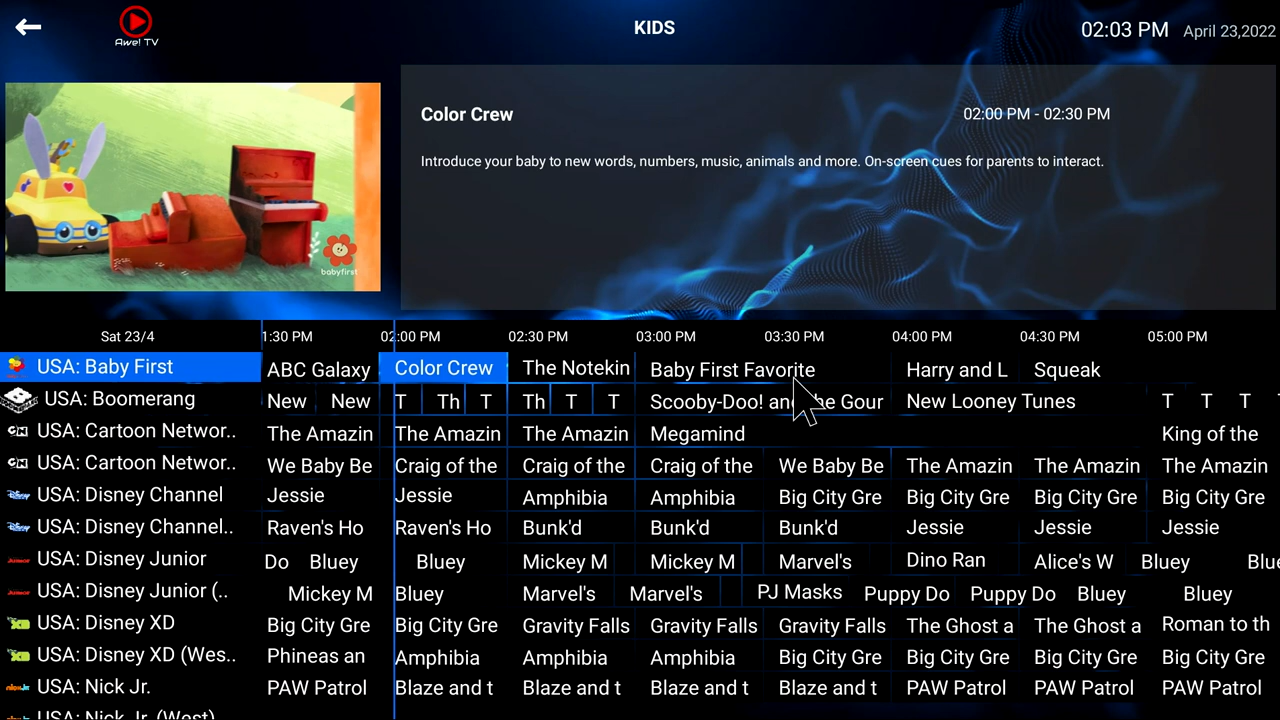 KIDS
02:03 PM April 23,2022
Awe! TV
Color Crew 02:00 PM - 02:30 PM
Introduce your baby to new words, numbers, music, animals and more. On-screen cues for parents to interact.
babyfirst
Sat 23/4 1:30 PM 02:00 PM 02:30 PM 03:00 PM 03:30 PM 04:00 PM 04:30 PM 05:00 PM
USA: Baby First ABC Galaxy Color Crew The Notekin Baby First Favorite Harry and L Squeak
USA: Boomerang New New T Th T Th T T Scooby-Doo! and the Gour New Looney Tunes T T T
USA: Cartoon Networ.. The Amazin The Amazin The Amazin Megamind King of the
USA: Cartoon Networ.. We Baby Be Craig of the Craig of the Craig of the We Baby Be The Amazin The Amazin The Amazin
USA: Disney Channel Jessie Jessie Amphibia Amphibia Big City Gre Big City Gre Big City Gre Big City Gre
USA: Disney Channel.. Raven's Ho Raven's Ho Bunk'd Bunk'd Bunk'd Jessie Jessie Jessie
USA: Disney Junior Do Bluey Bluey Mickey M Mickey M Marvel's Dino Ran Alice's W Bluey Blue
USA: Disney Junior (.. Mickey M Bluey Marvel's Marvel's PJ Masks Puppy Do Puppy Do Bluey Bluey
USA: Disney XD Big City Gre Big City Gre Gravity Falls Gravity Falls Gravity Falls The Ghost a The Ghost a Roman to th
USA: Disney XD (Wes.. Phineas an Amphibia Amphibia Amphibia Big City Gre Big City Gre Big City Gre Big City Gre
USA: Nick Jr. PAW Patrol Blaze and t Blaze and t Blaze and t Blaze and t PAW Patrol PAW Patrol PAW Patrol
USA: Nick Jr. (West)